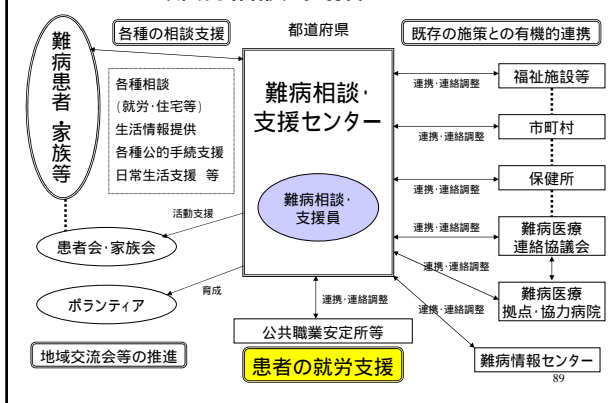 各種の相談支援
都道府県
既存の施策との有機的連携
難病患者・家族等
各種相談
(就労・住宅等)
生活情報提供
各種公的手続支援
日常生活支援 等
難病相談・
支援センター
難病相談・
支援員
連携・連絡調整
福祉施設等
連携・連絡調整
市町村
連携・連絡調整
保健所
連携・連絡調整
難病医療
連絡協議会
連携・連絡調整
難病医療
拠点・協力病院
連携・連絡調整
難病情報センター
活動支援
患者会・家族会
育成
ボランティア
連携・連絡調整
公共職業安定所等
地域交流会等の推進
患者の就労支援
89